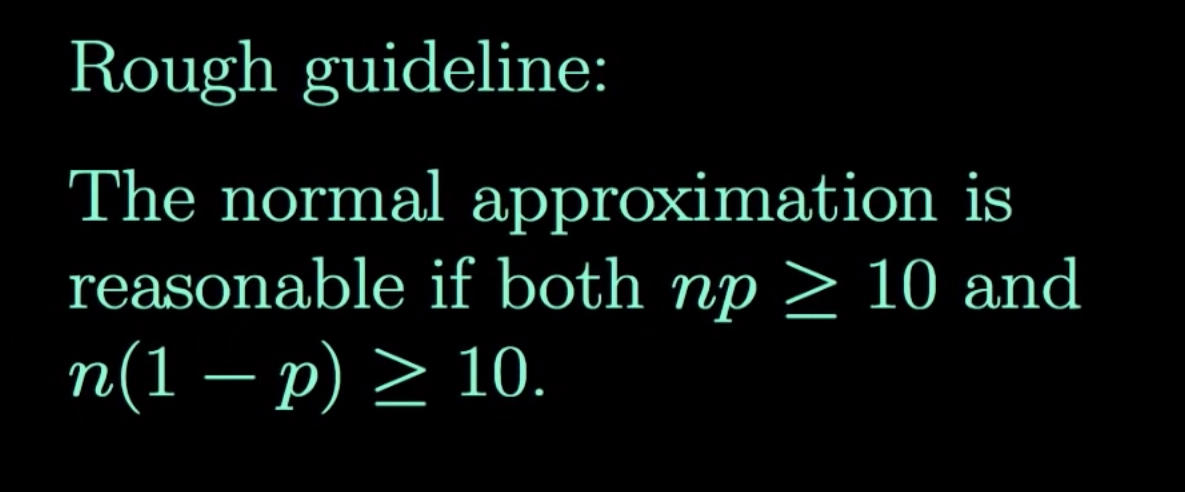 Rough guideline:
The normal approximation is
reasonable if both np ≥ 10 and
n(1 − p) ≥ 10.